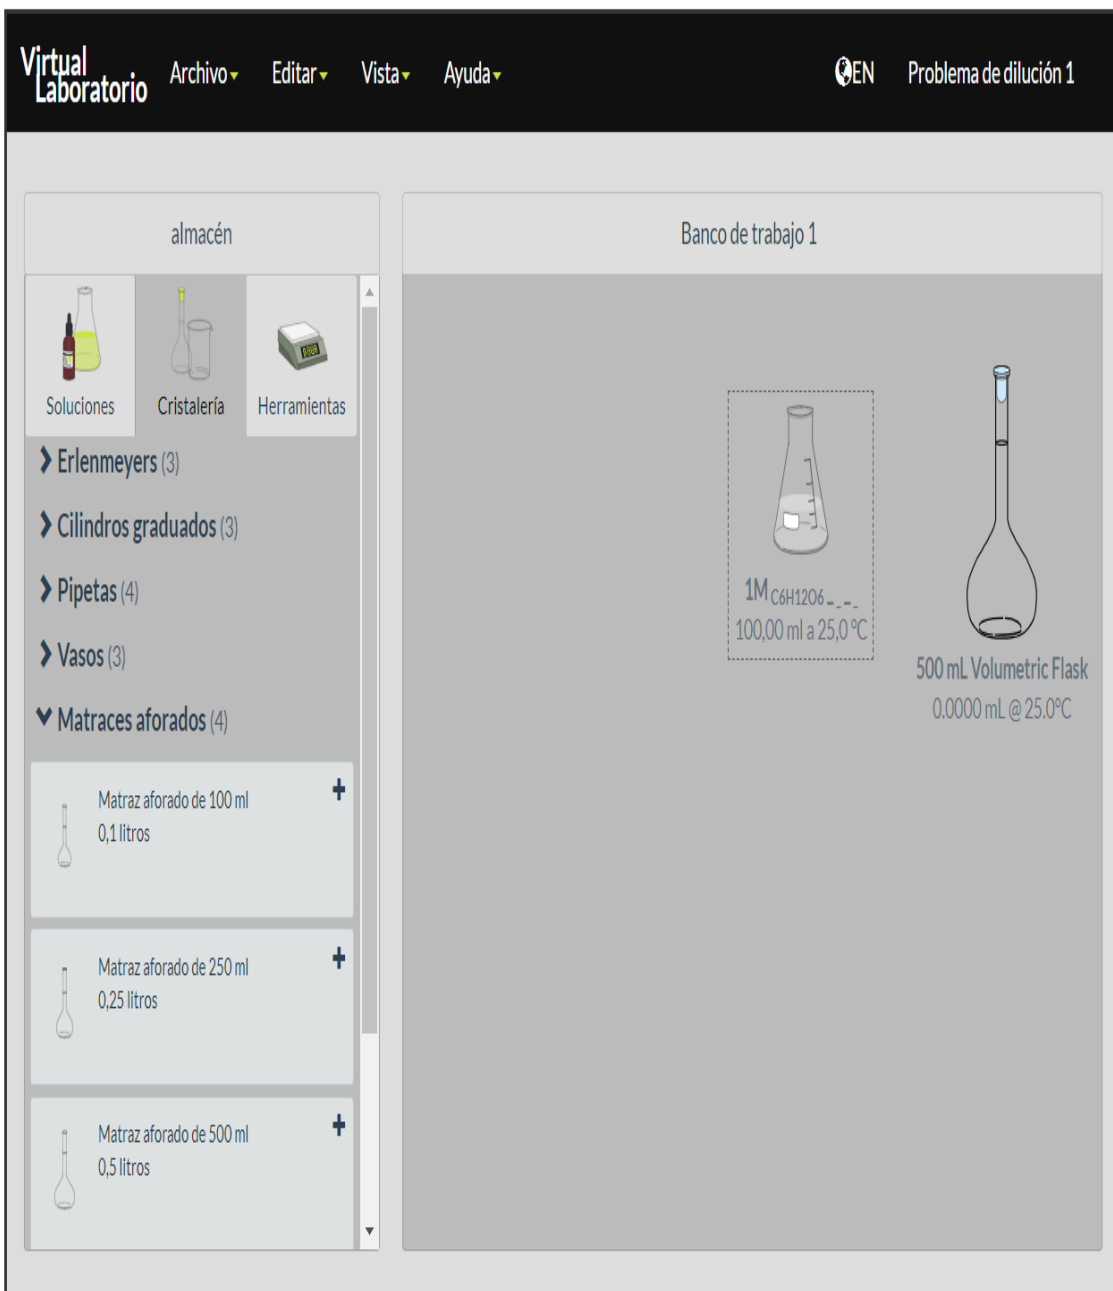 Virtual
Laboratorio
Archivo
Editar
Vista
Ayuda
EN
Problema de dilución 1
almacén
Soluciones
Cristalería
Herramientas
Erlenmeyers (3)
Cilindros graduados (3)
Pipetas (4)
Vasos (3)
Matraces aforados (4)
Matraz aforado de 100 ml
0,1 litros
Matraz aforado de 250 ml
0,25 litros
Matraz aforado de 500 ml
0,5 litros
Banco de trabajo 1
1M C6H12O6 _ _ _ _
100,00 ml a 25,0 ºC
500 mL Volumetric Flask
0.0000 mL @ 25.0°C